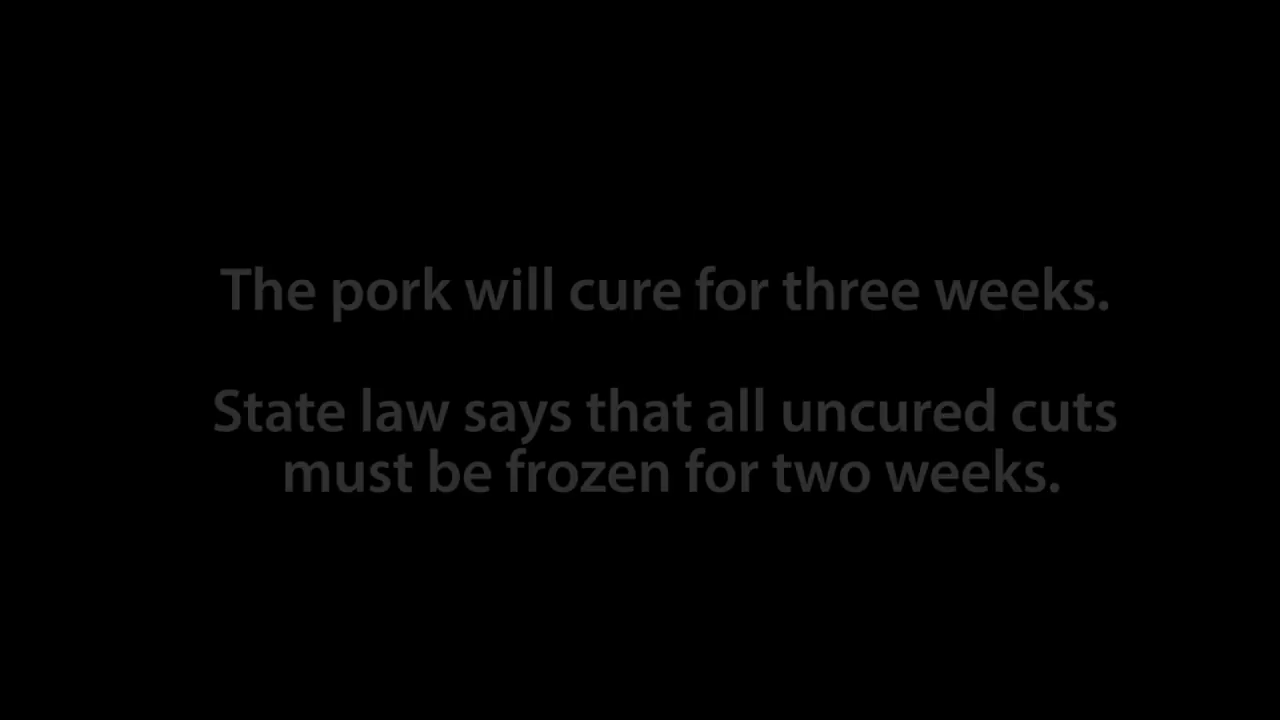 The pork will cure for three weeks.
State law says that all uncured cuts
must be frozen for two weeks.